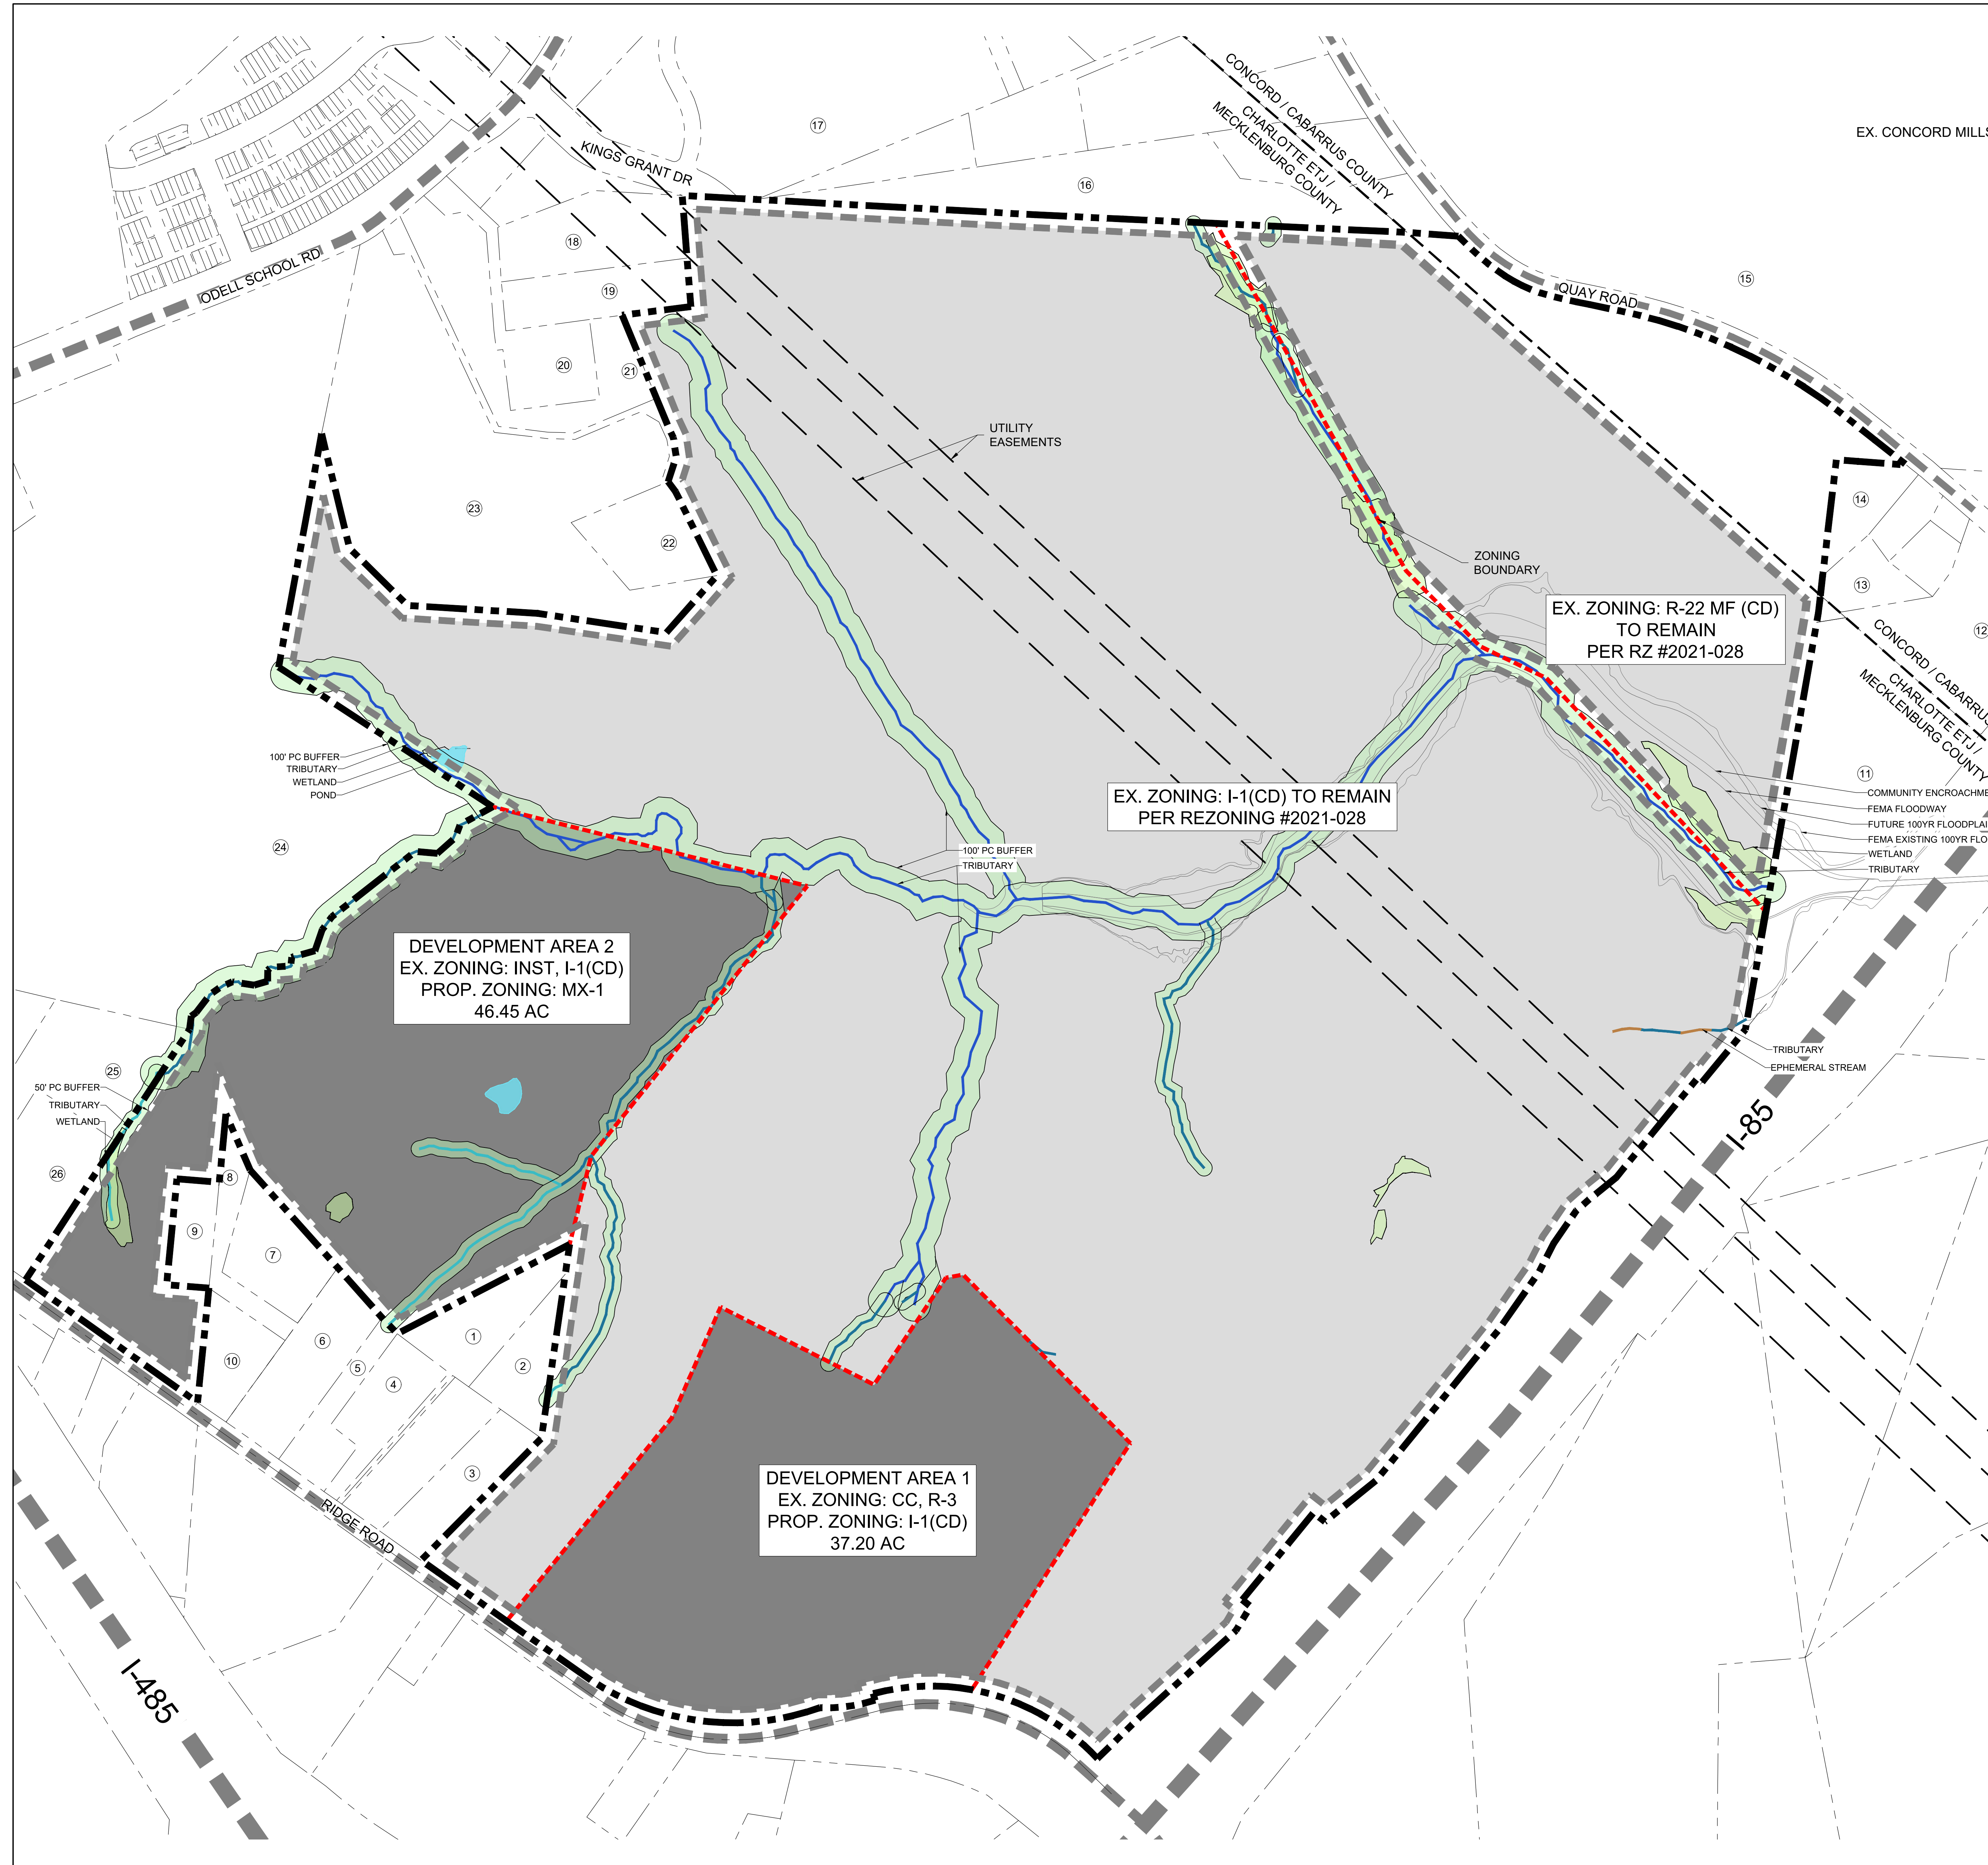 CONCORD / CABARRUS COUNTY
CHARLOTTE ETJ /
MECKLENBURG COUNTY
EX. CONCORD MILLS
17
KINGS GRANT DR
16
18
ODELL SCHOOL RD
19
15
QUAY ROAD
20
21
UTILITY
EASEMENTS
23
14
22
ZONING
BOUNDARY
13
EX. ZONING: R-22 MF (CD)
TO REMAIN
PER RZ #2021-028
12
CONCORD / CABARRUS
CHARLOTTE ETJ /
MECKLENBURG COUNTY
100' PC BUFFER
TRIBUTARY
WETLAND
POND
11
COMMUNITY ENCROACHME
FEMA FLOODWAY
FUTURE 100YR FLOODPLAI
FEMA EXISTING 100YR FLO
WETLAND
TRIBUTARY
EX. ZONING: I-1(CD) TO REMAIN
PER REZONING #2021-028
24
100' PC BUFFER
TRIBUTARY
DEVELOPMENT AREA 2
EX. ZONING: INST, I-1(CD)
PROP. ZONING: MX-1
46.45 AC
TRIBUTARY
EPHEMERAL STREAM
25
50' PC BUFFER
TRIBUTARY
WETLAND
I-85
26
8
9
7
6
1
10
5
4
2
3
DEVELOPMENT AREA 1
EX. ZONING: CC, R-3
PROP. ZONING: I-1(CD)
37.20 AC
RIDGE ROAD
I-485